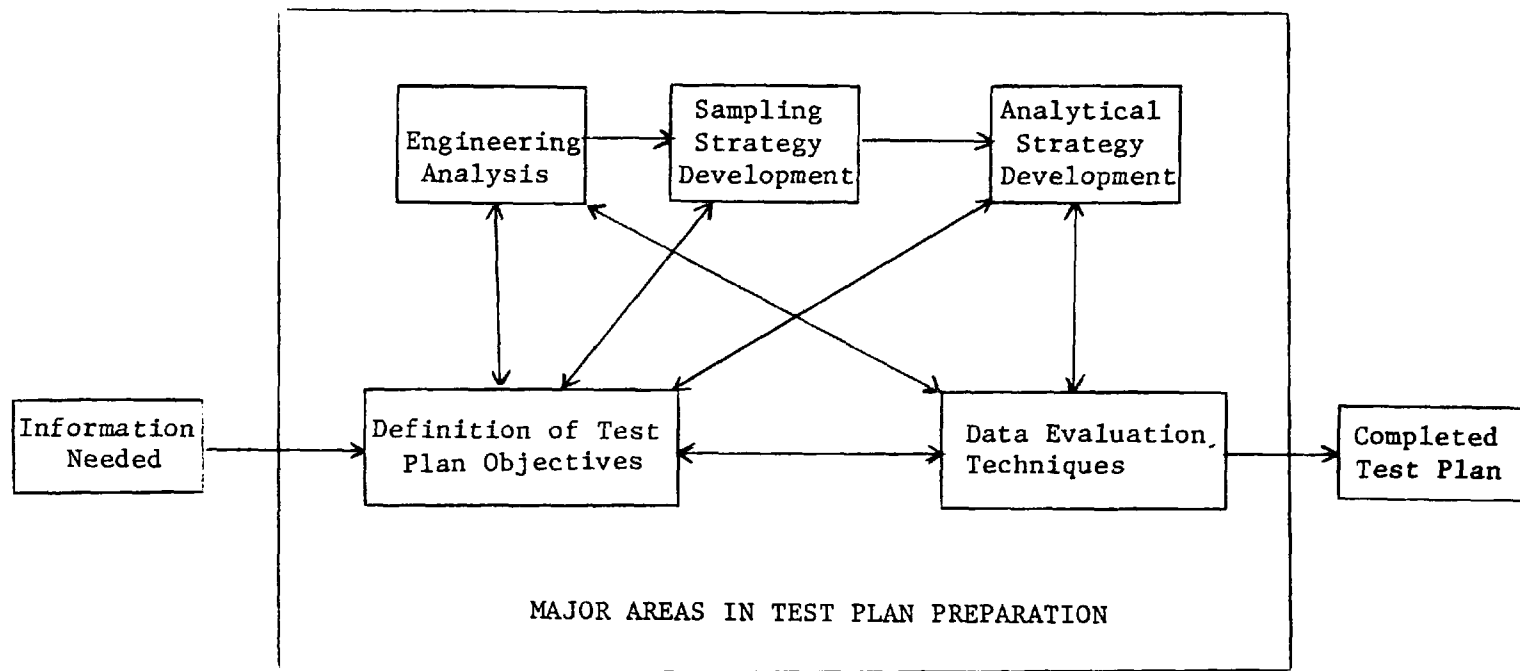 Engineering
Analysis
Sampling
Strategy
Development
Analytical
Strategy
Development
Information
Needed
Definition of Test
Plan Objectives
Data Evaluation
Techniques
Completed
Test Plan
MAJOR AREAS IN TEST PLAN PREPARATION